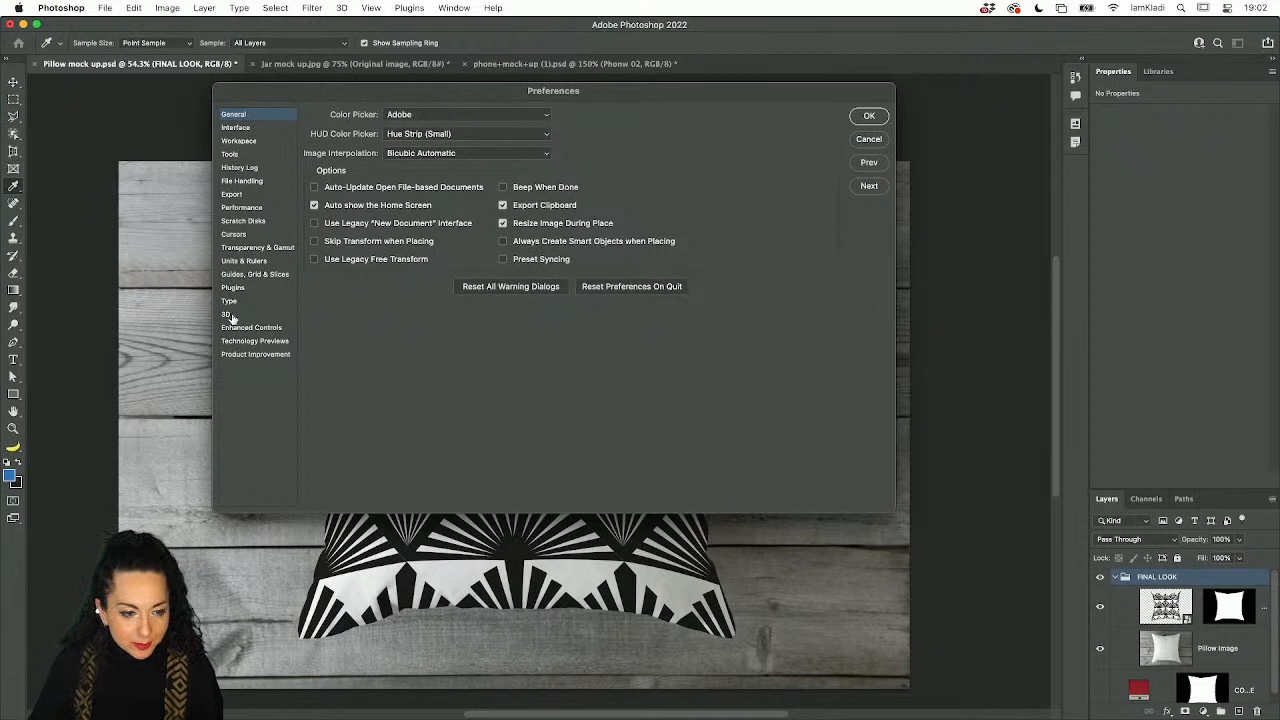 Photoshop File Edit Image Layer Type Select Filter 3D View Plugins Window Help IamKladi 19:02
Adobe Photoshop 2022
Sample Size: Point Sample Sample: All Layers Show Sampling Ring
Pillow mock up.psd @ 54.3% (FINAL LOOK, RGB/8) * Jar mock up.jpg @ 75% (Original image, RGB/8#) * phone+mock+up (1).psd @ 150% (Phonw 02, RGB/8) *
Properties Libraries
No Properties
Preferences
General
Interface
Workspace
Tools
History Log
File Handling
Export
Performance
Scratch Disks
Cursors
Transparency & Gamut
Units & Rulers
Guides, Grid & Slices
Plugins
Type
3D
Enhanced Controls
Technology Previews
Product Improvement
Color Picker: Adobe
HUD Color Picker: Hue Strip (Small)
Image Interpolation: Bicubic Automatic
Options
Auto-Update Open File-based Documents
Beep When Done
Auto show the Home Screen
Export Clipboard
Use Legacy “New Document” Interface
Resize Image During Place
Skip Transform when Placing
Always Create Smart Objects when Placing
Use Legacy Free Transform
Preset Syncing
Reset All Warning Dialogs
Reset Preferences On Quit
OK
Cancel
Prev
Next
Layers Channels Paths
Kind
Pass Through Opacity: 100%
Lock: Fill: 100%
FINAL LOOK
Pillow Image
CO...E